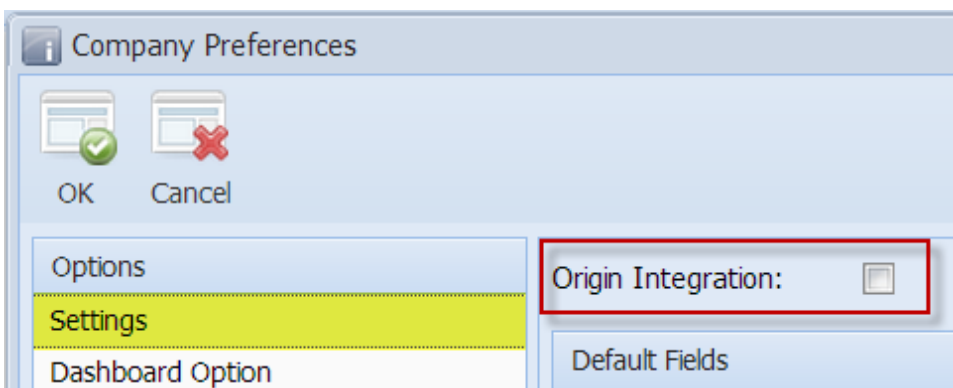 Company Preferences
OK Cancel
Options
Settings
Dashboard Option
Origin Integration:
Default Fields